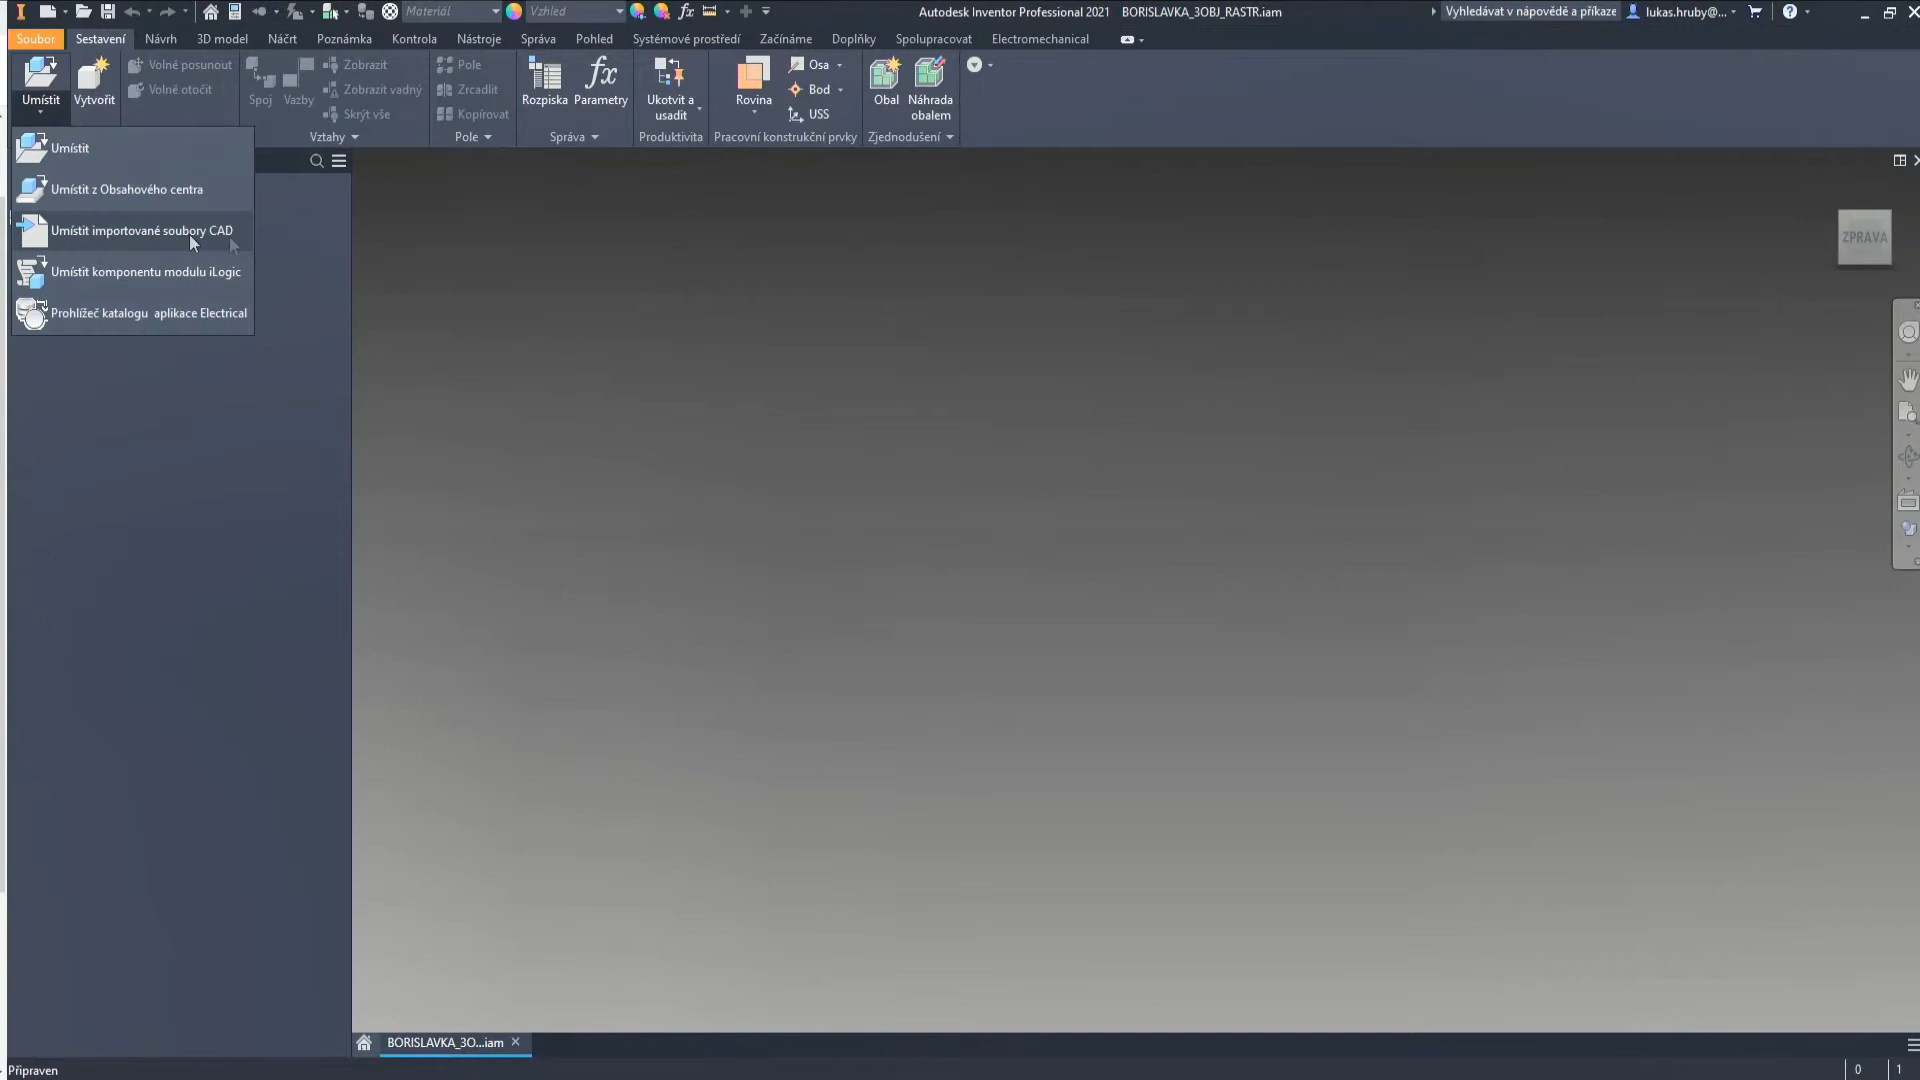 Materiál
Vzhled
Autodesk Inventor Professional 2021 BORISLAVKA_3OBJ_RASTR.iam
Vyhledávat v nápovědě a příkaze
lukas.hruby@...
Soubor Sestavení Návrh 3D model Náčrt Poznámka Kontrola Nástroje Správa Pohled Systémové prostředí Začínáme Doplňky Spolupracovat Electromechanical
Umístit
Vytvořit
Volné posunout
Volné otočit
Spoj
Vazby
Zobrazit
Zobrazit vadný
Skrýt vše
Vztahy
Pole
Zrcadlit
Kopírovat
Pole
Rozpiska
Parametry
Správa
Ukotvit a
usadit
Produktivita
Rovina
Osa
Bod
USS
Pracovní konstrukční prvky
Obal
Náhrada
obalem
Zjednodušení
Umístit
Umístit z Obsahového centra
Umístit importované soubory CAD
Umístit komponentu modulu iLogic
Prohlížeč katalogu aplikace Electrical
ZPRAVA
BORISLAVKA_3O...iam
Připraven
0 1